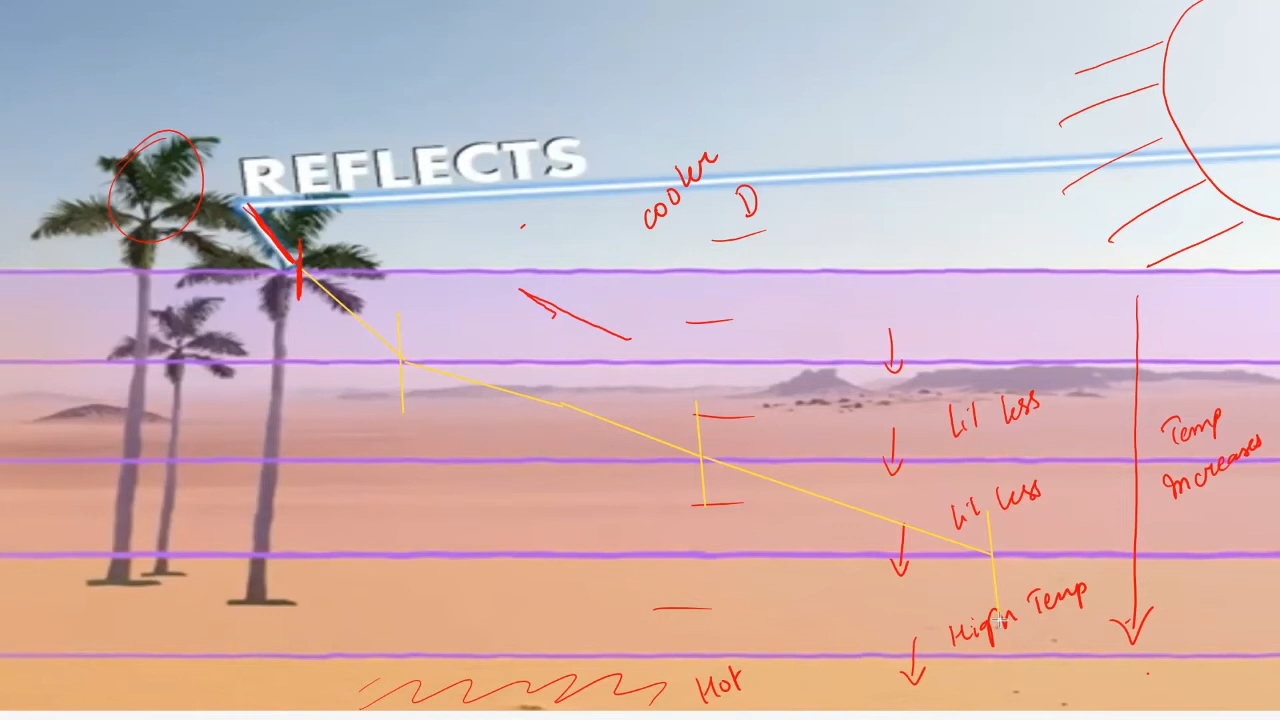 REFLECTS
cooler
D
Lil less
Temp
Increases
Lil less
High Temp
Hot